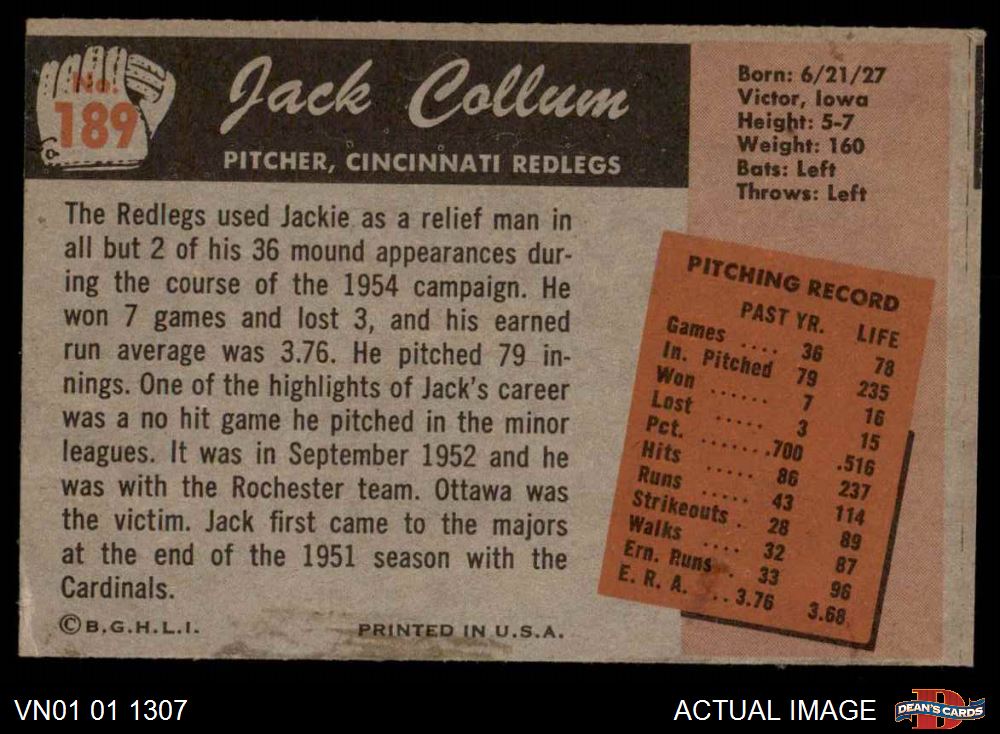 No.
189
Jack Collum
PITCHER, CINCINNATI REDLEGS
Born: 6/21/27
Victor, Iowa
Height: 5-7
Weight: 160
Bats: Left
Throws: Left
The Redlegs used Jackie as a relief man in
all but 2 of his 36 mound appearances dur-
ing the course of the 1954 campaign. He
won 7 games and lost 3, and his earned
run average was 3.76. He pitched 79 in-
nings. One of the highlights of Jack's career
was a no hit game he pitched in the minor
leagues. It was in September 1952 and he
was with the Rochester team. Ottawa was
the victim. Jack first came to the majors
at the end of the 1951 season with the
Cardinals.
©B.G.H.L.I.
PRINTED IN U.S.A.
PITCHING RECORD
PAST YR. LIFE
Games .... 36 78
In. Pitched 79 235
Won ...... 7 16
Lost ..... 3 15
Pct. .......700 .516
Hits ..... 86 237
Runs ..... 43 114
Strikeouts . 28 89
Walks .... 32 87
Ern. Runs . 33 96
E. R. A. ...3.76 3.68
VN01 01 1307
ACTUAL IMAGE
DEAN'S CARDS